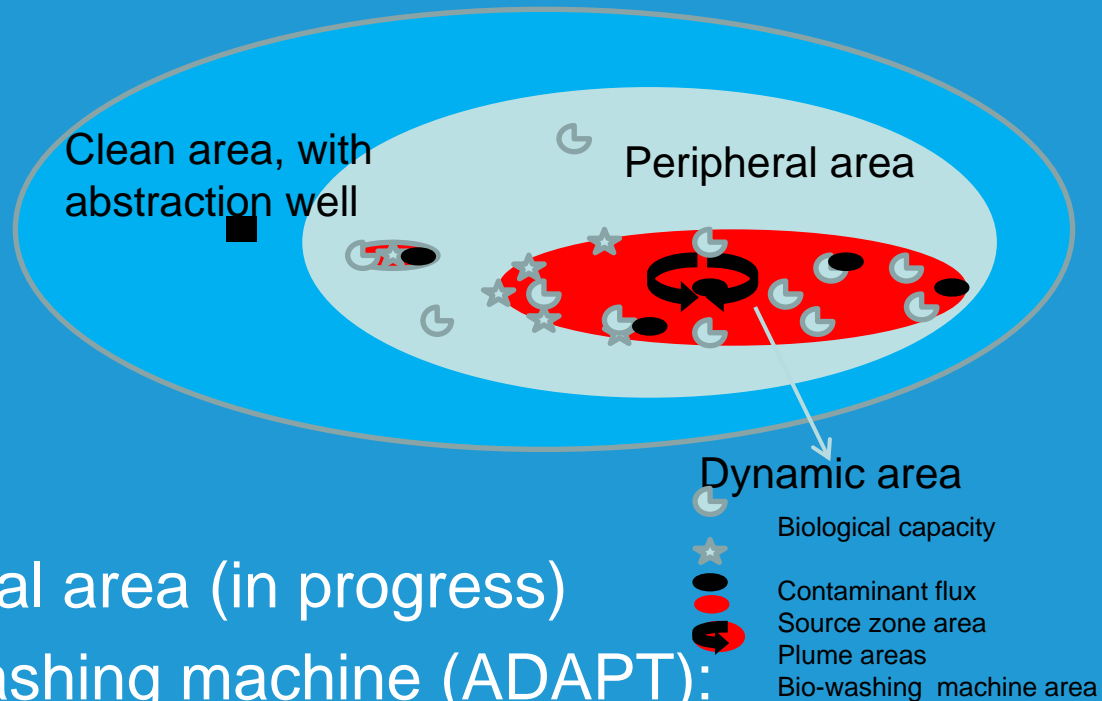 Clean area, with
abstraction well
Peripheral area
Dynamic area
Biological capacity
Contaminant flux
Source zone area
Plume areas
Bio-washing machine area
al area (in progress)
ashing machine (ADAPT):